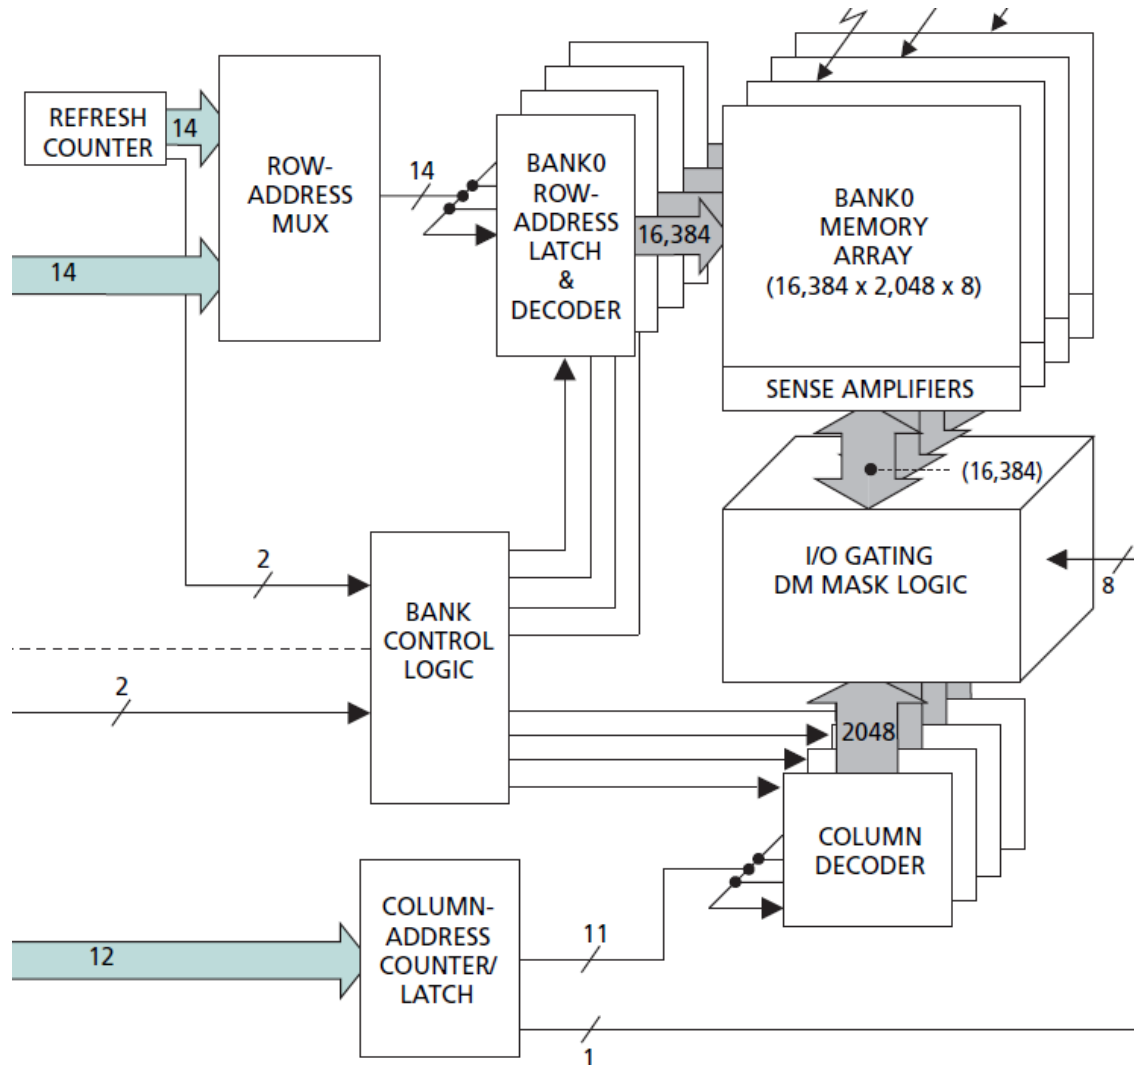 REFRESH
COUNTER
14
ROW-
ADDRESS
MUX
14
14
BANK0
ROW-
ADDRESS
LATCH
&
DECODER
16,384
BANK0
MEMORY
ARRAY
(16,384 x 2,048 x 8)
SENSE AMPLIFIERS
(16,384)
I/O GATING
DM MASK LOGIC
8
2
BANK
CONTROL
LOGIC
2
2048
COLUMN
DECODER
COLUMN-
ADDRESS
COUNTER/
LATCH
12
11
1